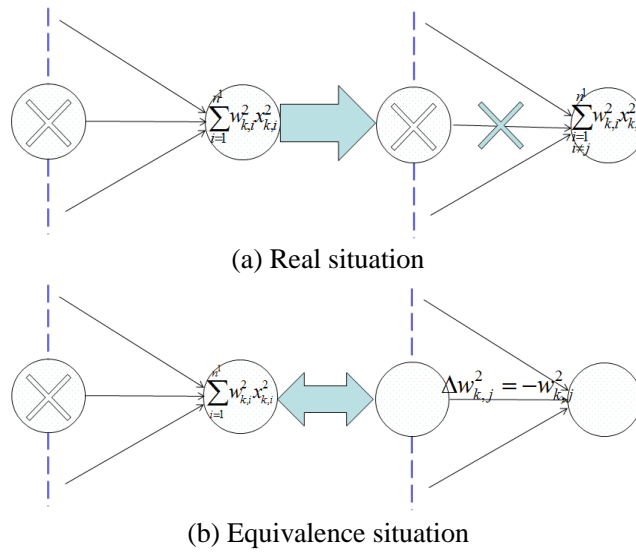 $\sum_{i=1}^{n^1} w_{k,i}^2 x_{k,i}^2$
$\sum_{\substack{i=1 \\ i \neq j}}^{n^1} w_{k,i}^2 x_{k,}^2$
(a) Real situation
$\sum_{i=1}^{n^1} w_{k,i}^2 x_{k,i}^2$
$\Delta w_{k,j}^2 = -w_{k,j}^2$
(b) Equivalence situation